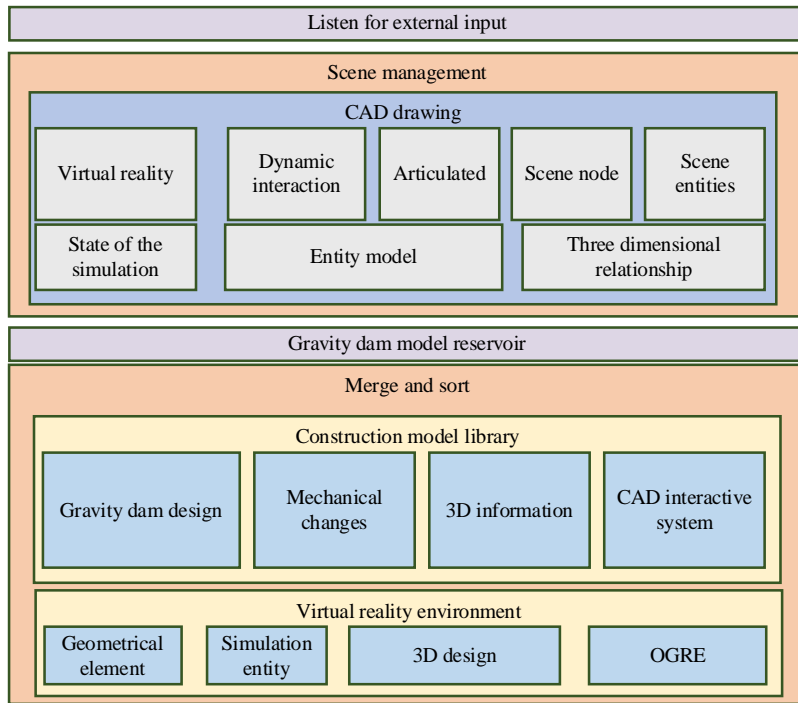 Listen for external input
Scene management
CAD drawing
Virtual reality
Dynamic
interaction
Articulated
Scene node
Scene
entities
State of the
simulation
Entity model
Three dimensional
relationship
Gravity dam model reservoir
Merge and sort
Construction model library
Gravity dam design
Mechanical
changes
3D information
CAD interactive
system
Virtual reality environment
Geometrical
element
Simulation
entity
3D design
OGRE